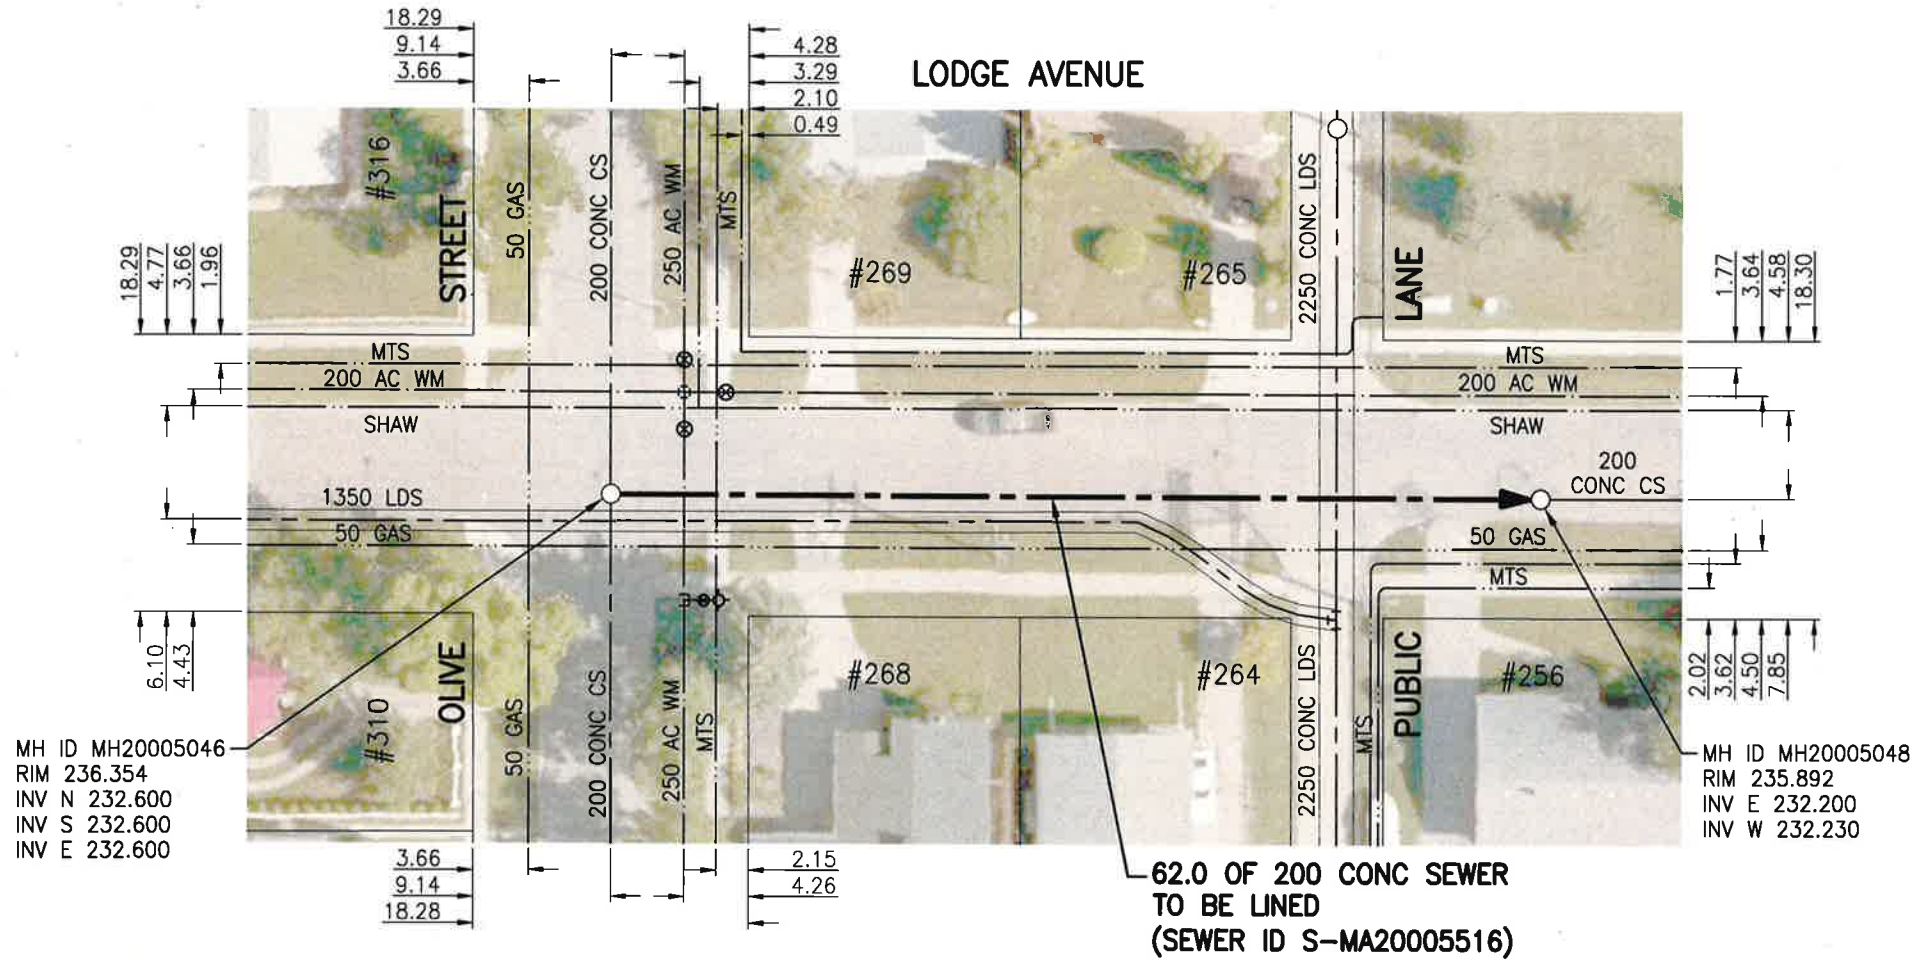 18.29
9.14
3.66
4.28
3.29
2.10
0.49
LODGE AVENUE
#316
STREET
50 GAS
200 CONC CS
250 AC WM
MTS
#269
#265
2250 CONC LDS
LANE
18.29
4.77
3.66
1.96
1.77
3.64
4.58
18.30
MTS
200 AC WM
SHAW
MTS
200 AC WM
SHAW
200
CONC CS
1350 LDS
50 GAS
50 GAS
MTS
6.10
4.43
2.02
3.62
4.50
7.85
#310
OLIVE
50 GAS
200 CONC CS
250 AC WM
MTS
#268
#264
2250 CONC LDS
MTS
PUBLIC
#256
MH ID MH20005046
RIM 236.354
INV N 232.600
INV S 232.600
INV E 232.600
MH ID MH20005048
RIM 235.892
INV E 232.200
INV W 232.230
3.66
9.14
18.28
2.15
4.26
62.0 OF 200 CONC SEWER
TO BE LINED
(SEWER ID S-MA20005516)